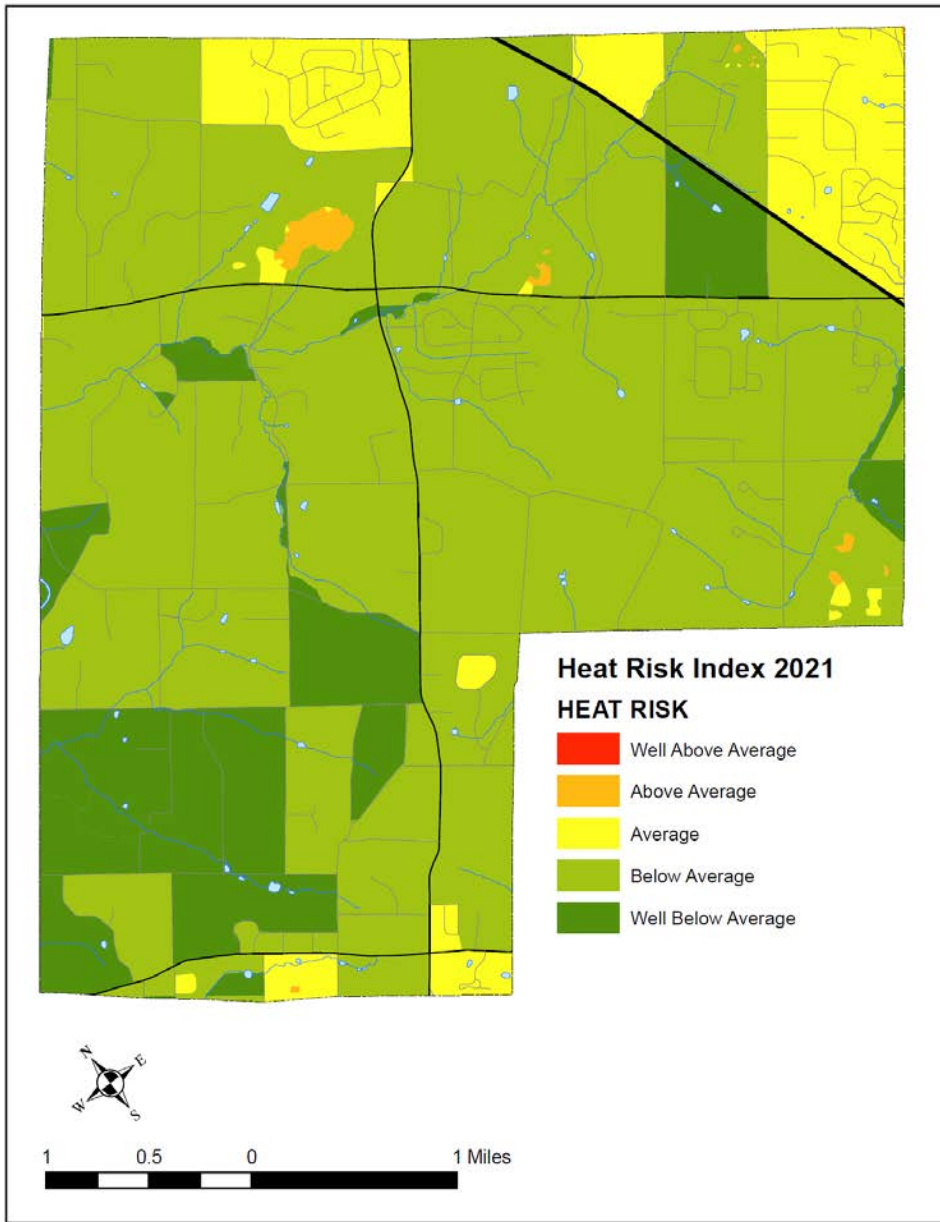 Heat Risk Index 2021
HEAT RISK
Well Above Average
Above Average
Average
Below Average
Well Below Average
N
E
W
S
1 0.5 0 1 Miles